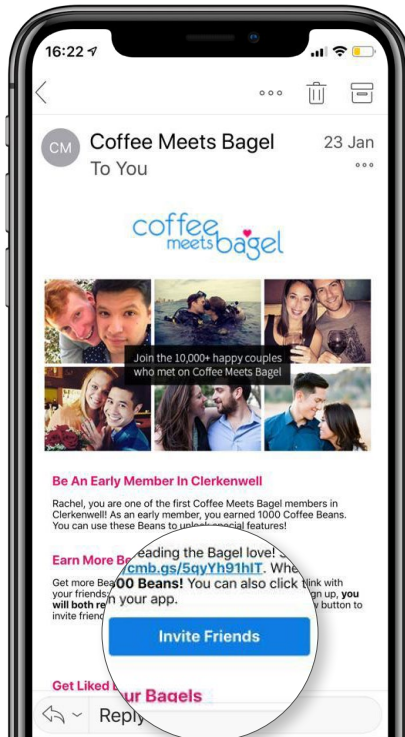 16:22
CM
Coffee Meets Bagel
23 Jan
To You
coffee
meets bagel
Join the 10,000+ happy couples
who met on Coffee Meets Bagel
Be An Early Member In Clerkenwell
Rachel, you are one of the first Coffee Meets Bagel members in
Clerkenwell! As an early member, you earned 1000 Coffee Beans.
You can use these Beans to unlock special features!
Earn More
eading the Bagel love!
/cmb.gs/5qyYh91hIT.
Get more
00 Beans! You can also click
link with
your friends
n your app.
gn up, you
will both
button to
invite
Invite Friends
Get Liked
ur Bagels
Reply